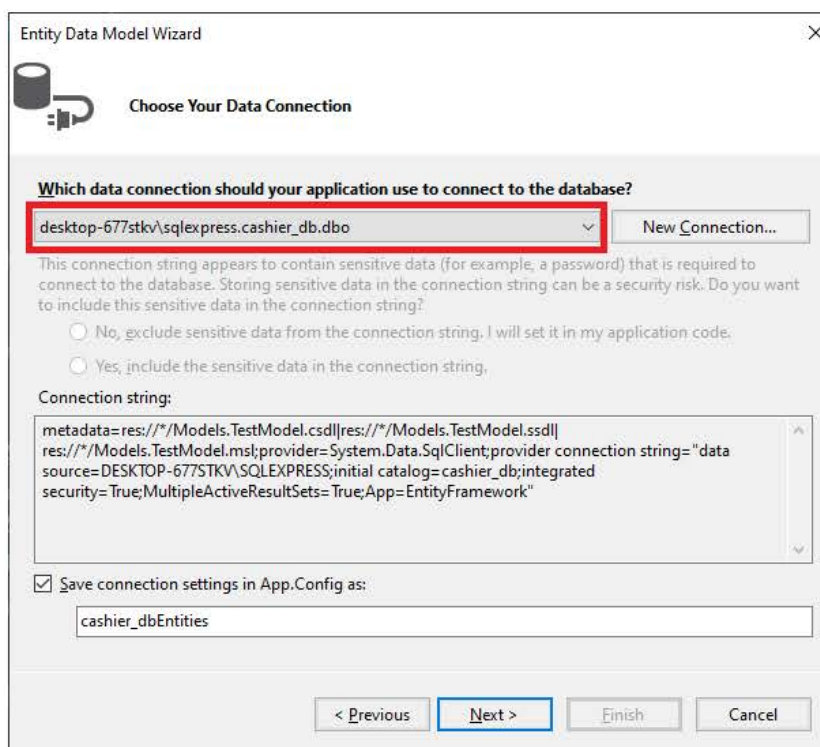 Entity Data Model Wizard
Choose Your Data Connection
Which data connection should your application use to connect to the database?
desktop-677stkv\sqlexpress.cashier_db.dbo
New Connection...
This connection string appears to contain sensitive data (for example, a password) that is required to
connect to the database. Storing sensitive data in the connection string can be a security risk. Do you want
to include this sensitive data in the connection string?
No, exclude sensitive data from the connection string. I will set it in my application code.
Yes, include the sensitive data in the connection string.
Connection string:
metadata=res://*/Models.TestModel.csdl|res://*/Models.TestModel.ssdl|
res://*/Models.TestModel.msl;provider=System.Data.SqlClient;provider connection string="data
source=DESKTOP-677STKV\SQLEXPRESS;initial catalog=cashier_db;integrated
security=True;MultipleActiveResultSets=True;App=EntityFramework"
Save connection settings in App.Config as:
cashier_dbEntities
< Previous
Next >
Finish
Cancel